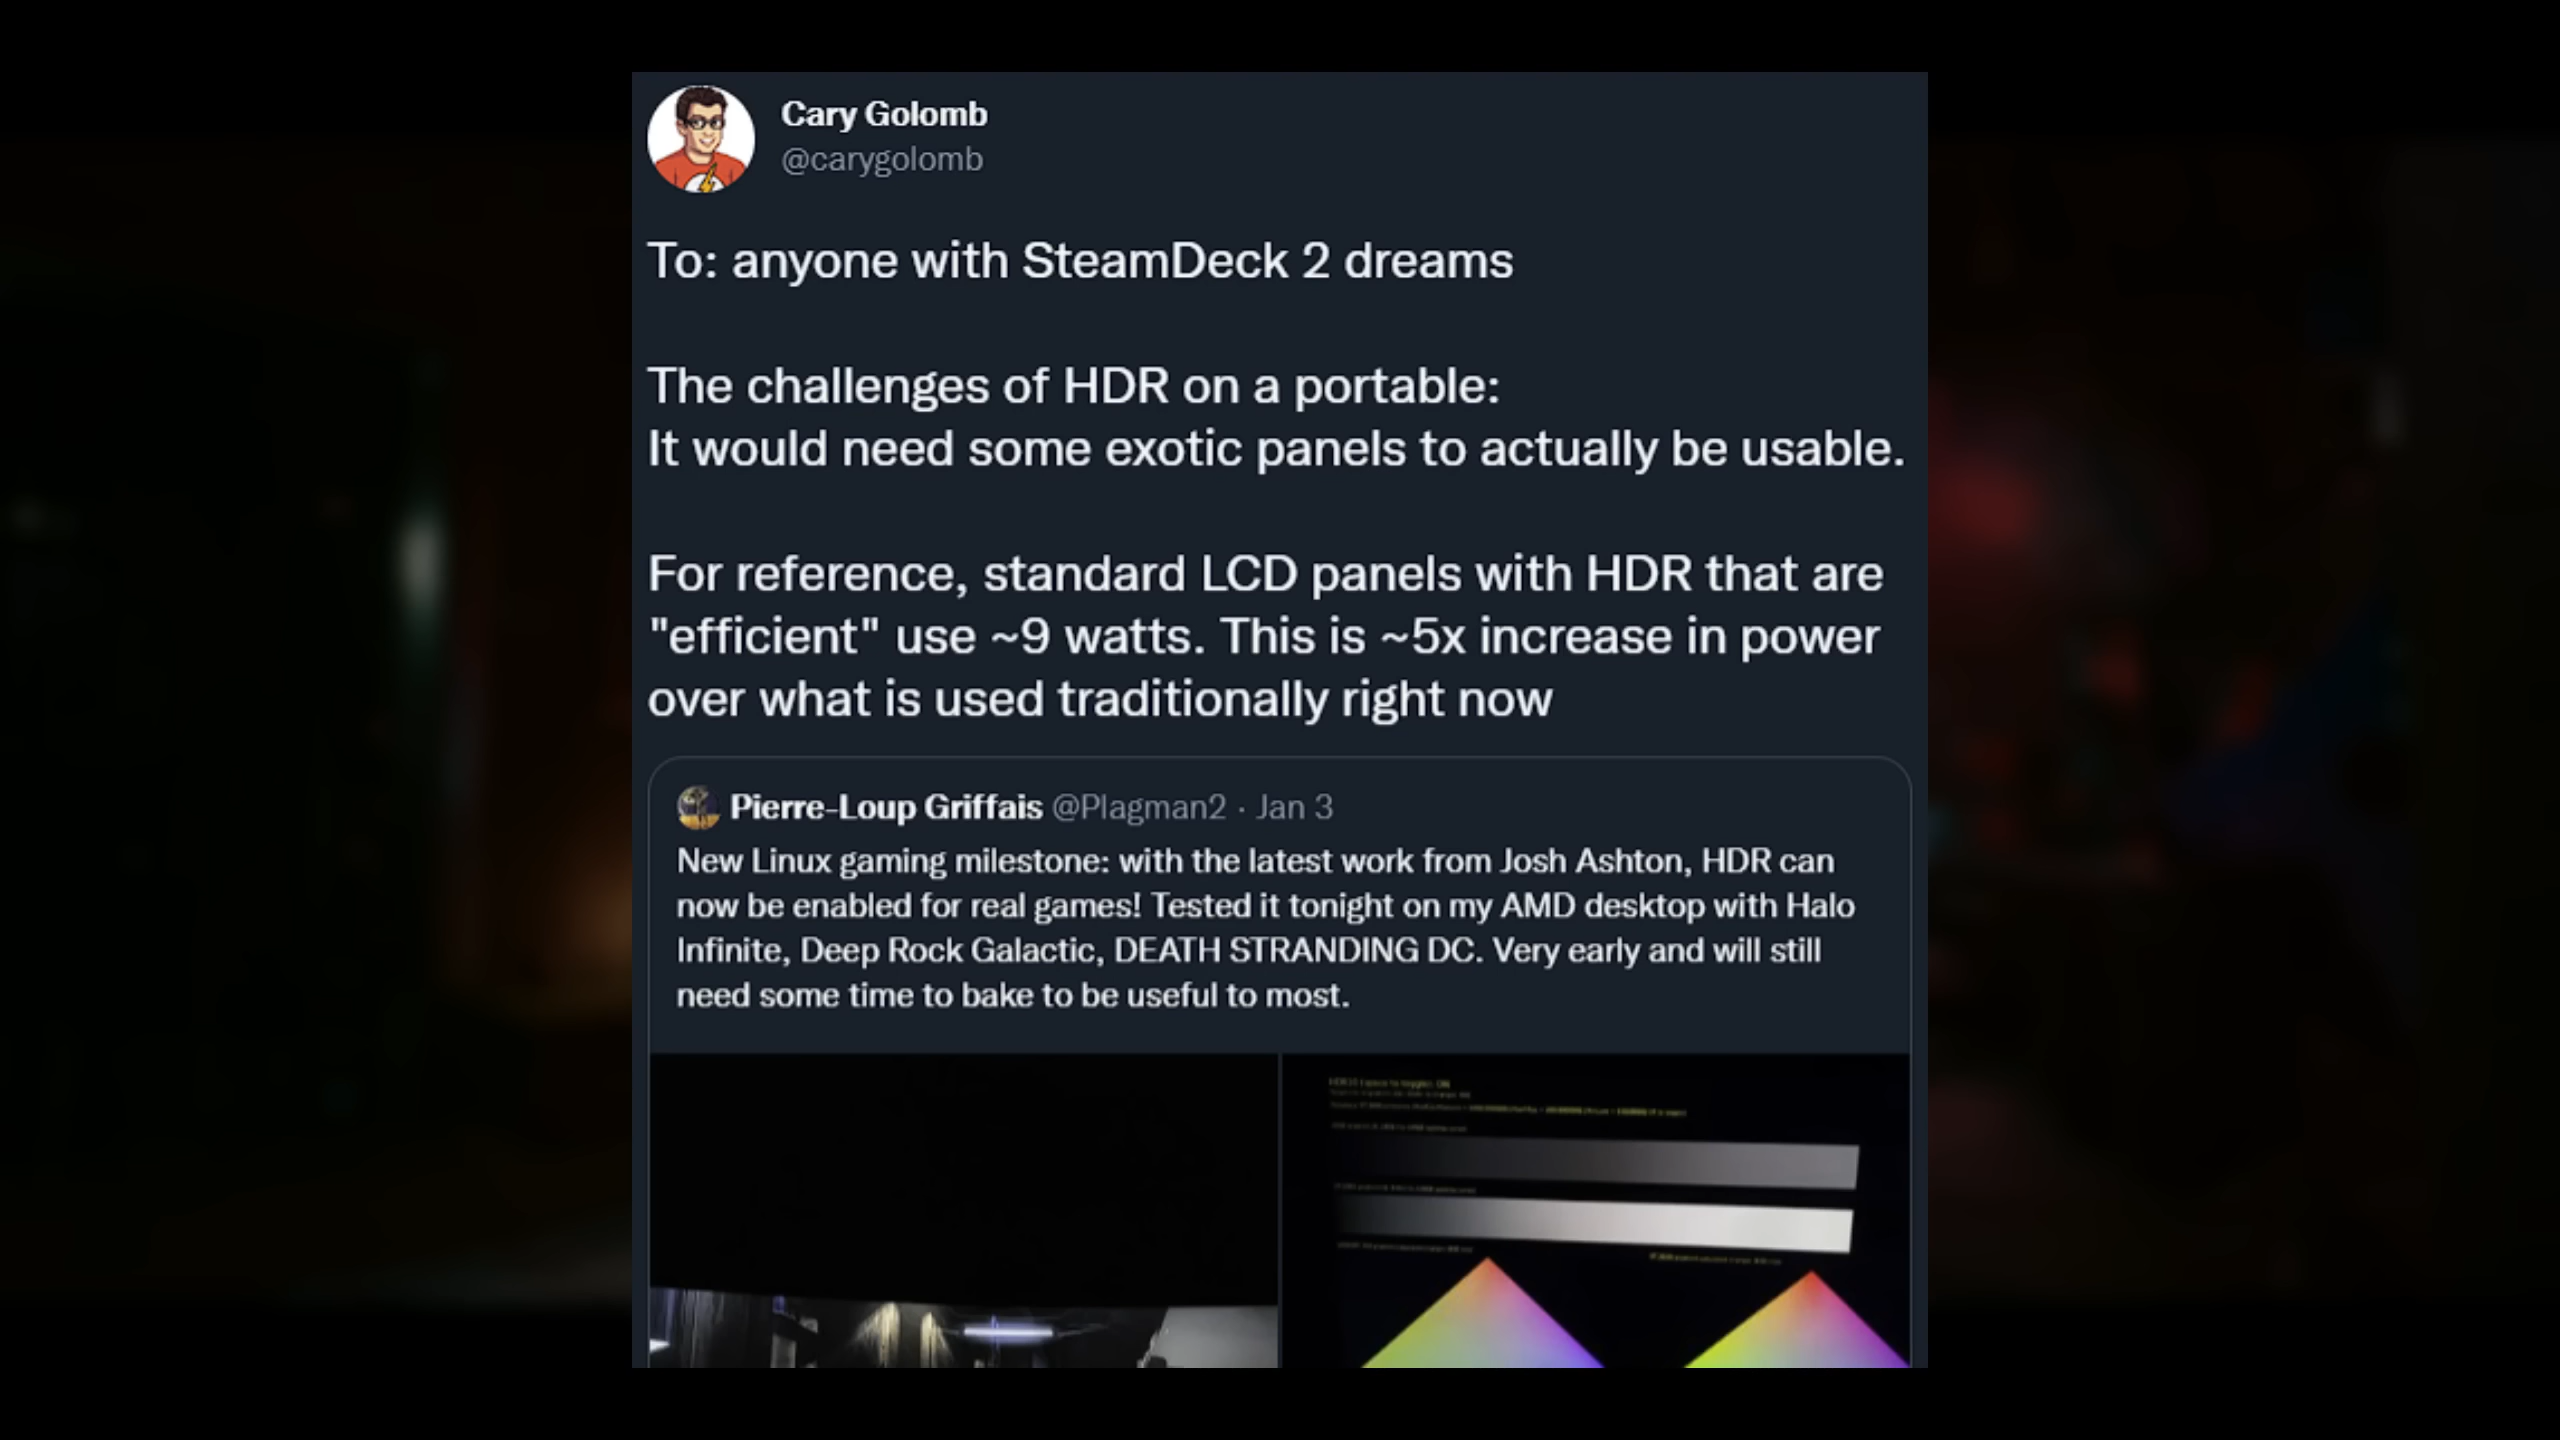 Cary Golomb
@carygolomb
To: anyone with SteamDeck 2 dreams
The challenges of HDR on a portable:
It would need some exotic panels to actually be usable.
For reference, standard LCD panels with HDR that are
"efficient" use ~9 watts. This is ~5x increase in power
over what is used traditionally right now
Pierre-Loup Griffais @Plagman2 · Jan 3
New Linux gaming milestone: with the latest work from Josh Ashton, HDR can
now be enabled for real games! Tested it tonight on my AMD desktop with Halo
Infinite, Deep Rock Galactic, DEATH STRANDING DC. Very early and will still
need some time to bake to be useful to most.